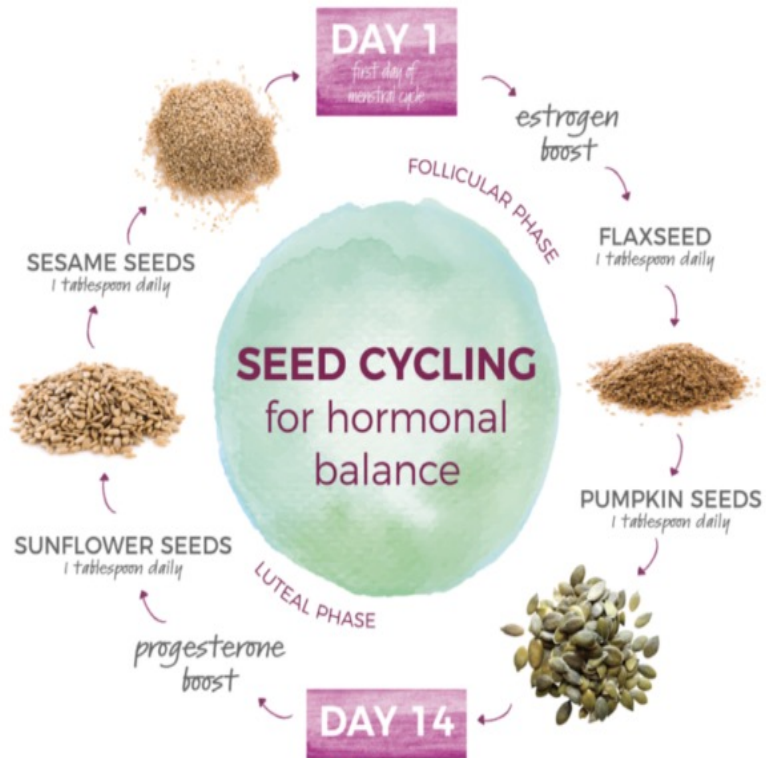 DAY 1
first day of
menstral cycle
estrogen
boost
FOLLICULAR PHASE
FLAXSEED
1 tablespoon daily
PUMPKIN SEEDS
1 tablespoon daily
DAY 14
progesterone
boost
LUTEAL PHASE
SUNFLOWER SEEDS
1 tablespoon daily
SESAME SEEDS
1 tablespoon daily
SEED CYCLING
for hormonal
balance